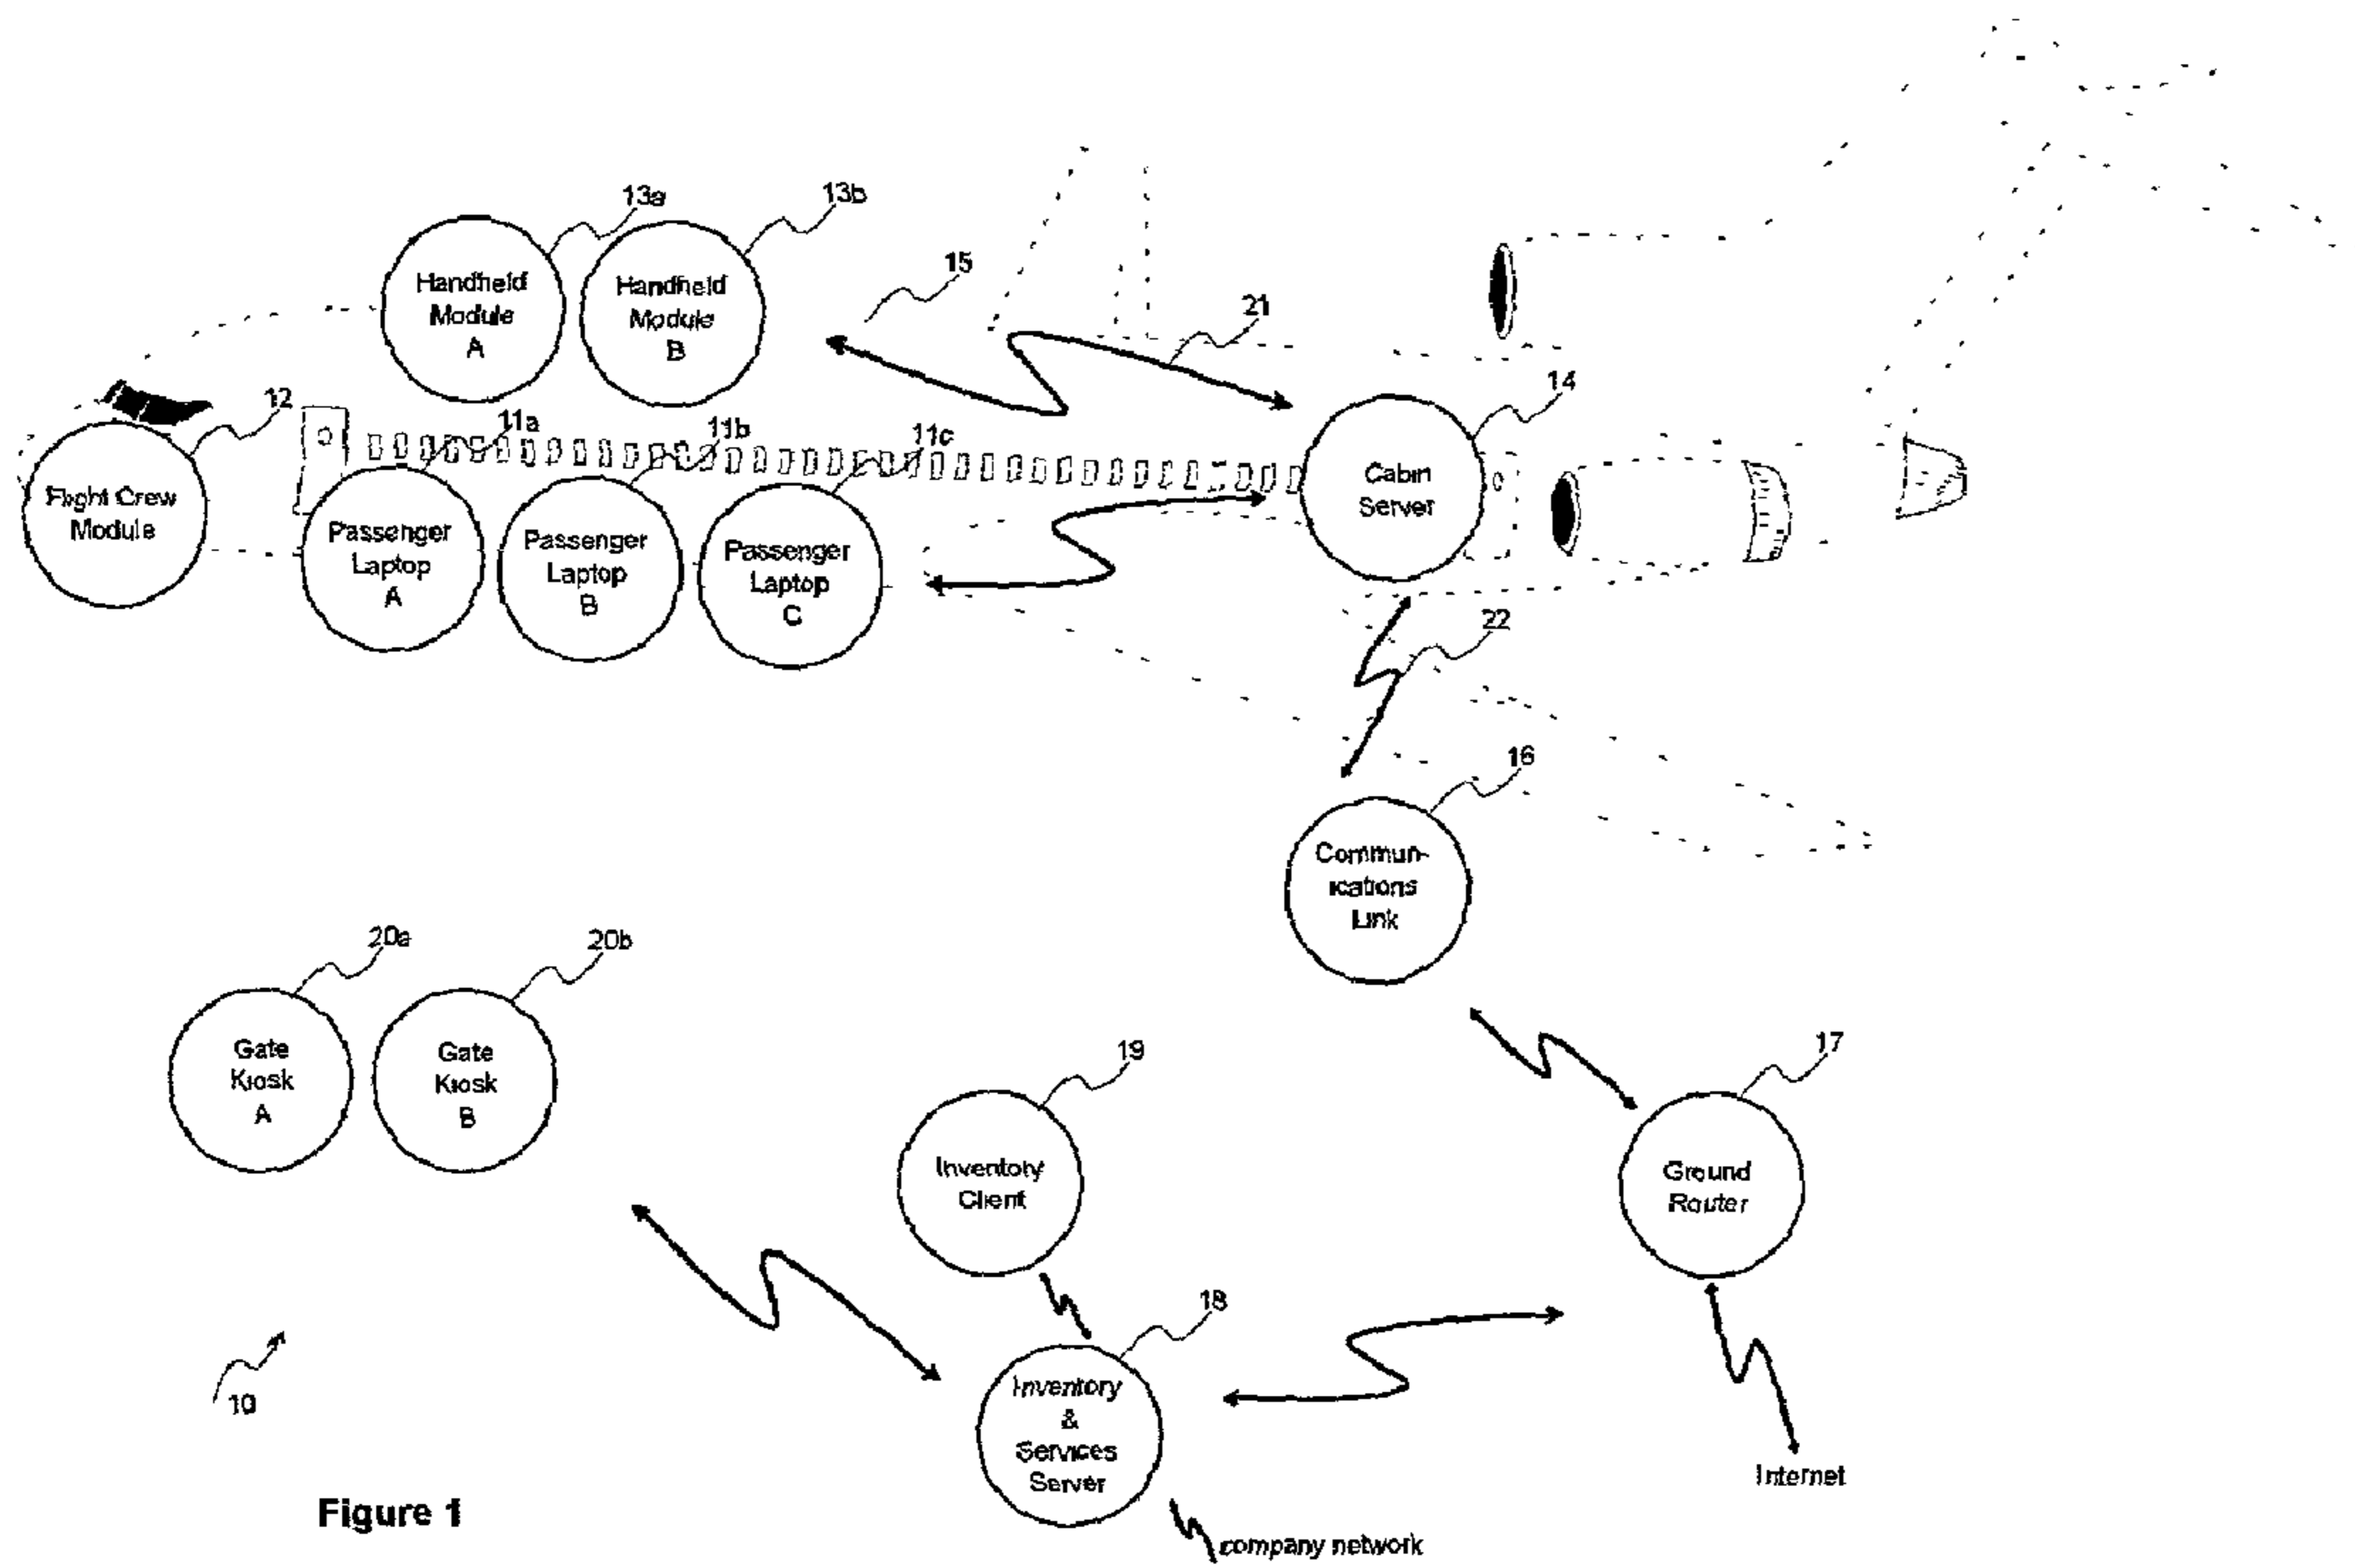 13a
13b
Handheld
Module
A
Handheld
Module
B
15
21
12
14
11a
11b
11c
Flight Crew
Module
Passenger
Laptop
A
Passenger
Laptop
B
Passenger
Laptop
C
Cabin
Server
22
16
Commun-
ications
Link
20a
20b
Gate
Kiosk
A
Gate
Kiosk
B
19
17
Inventory
Client
Ground
Router
18
10
Inventory
&
Services
Server
Internet
Figure 1
company network